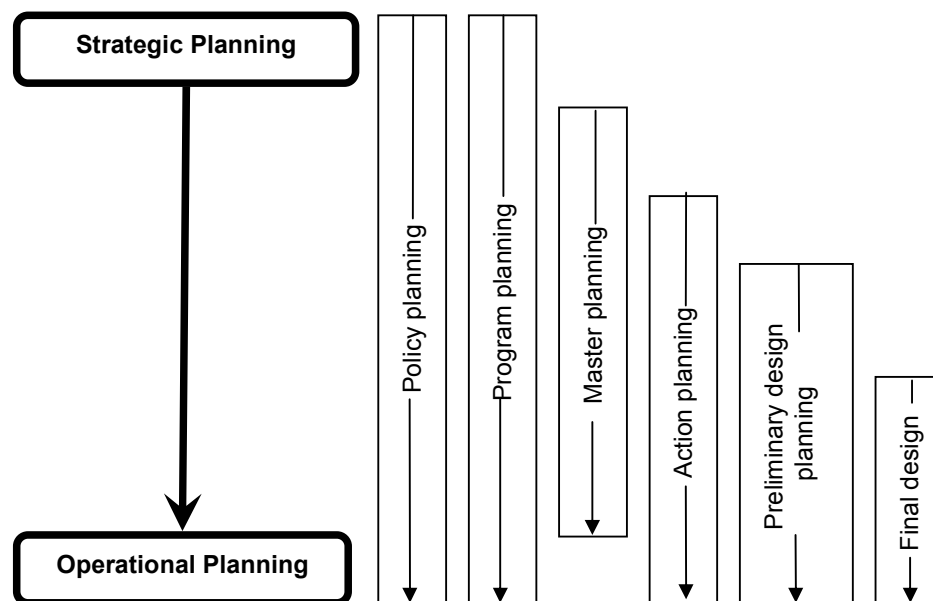 Strategic Planning
Policy planning
Program planning
Master planning
Action planning
Preliminary design
planning
Final design
Operational Planning